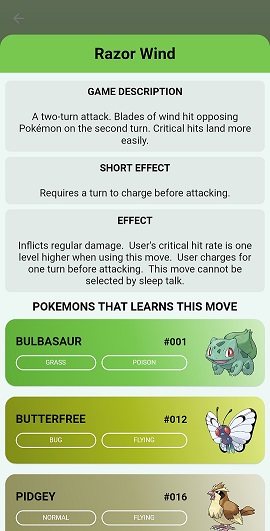 Razor Wind
GAME DESCRIPTION
A two-turn attack. Blades of wind hit opposing
Pokémon on the second turn. Critical hits land more
easily.
SHORT EFFECT
Requires a turn to charge before attacking.
EFFECT
Inflicts regular damage.  User's critical hit rate is one
level higher when using this move.  User charges for
one turn before attacking.  This move cannot be
selected by sleep talk.
POKEMONS THAT LEARNS THIS MOVE
BULBASAUR #001
GRASS POISON
BUTTERFREE #012
BUG FLYING
PIDGEY #016
NORMAL FLYING